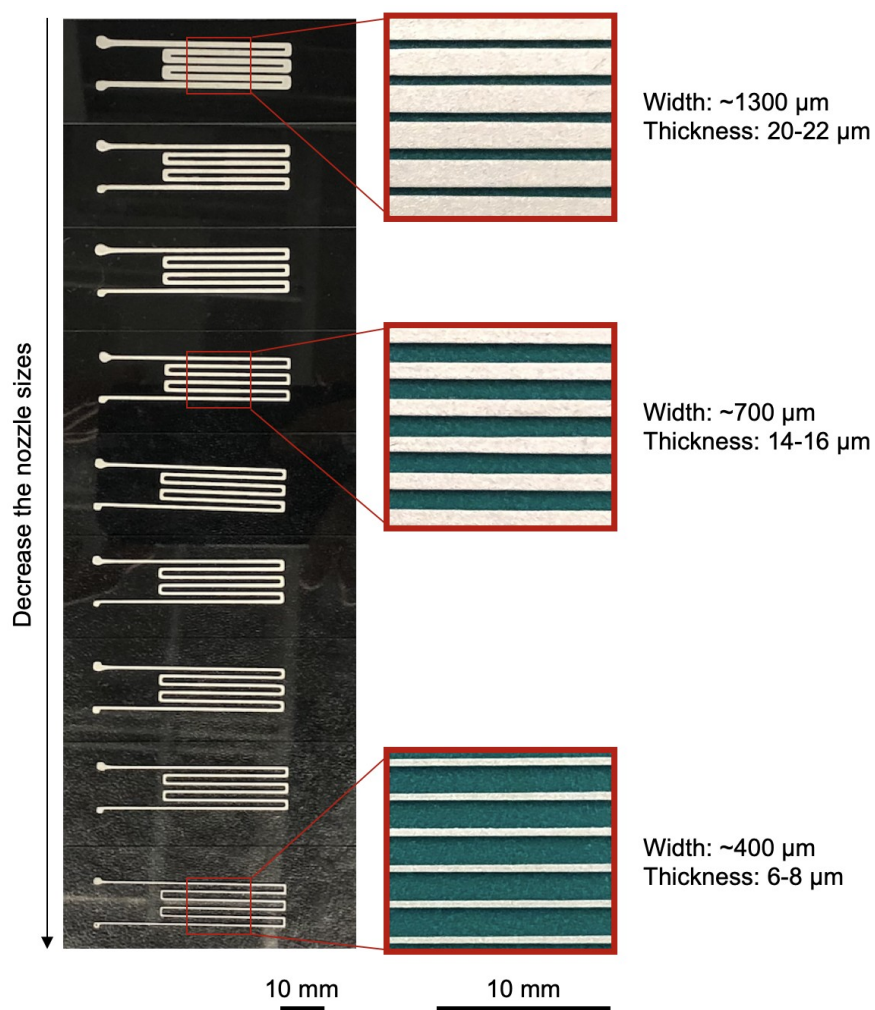 Decrease the nozzle sizes
Width: ~1300 µm
Thickness: 20-22 µm
Width: ~700 µm
Thickness: 14-16 µm
Width: ~400 µm
Thickness: 6-8 µm
10 mm
10 mm